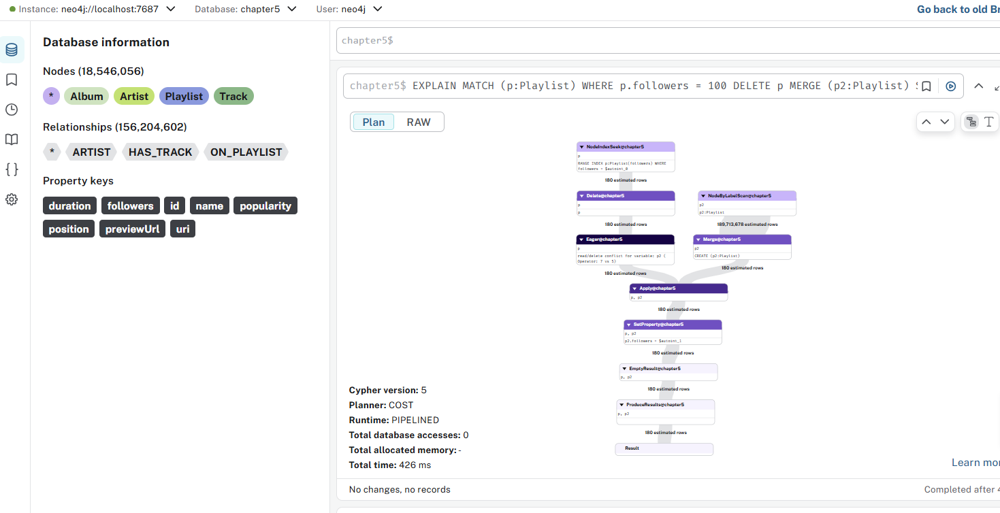 Instance: neo4j://localhost:7687 Database: chapter5 User: neo4j Go back to old Br
Database information
Nodes (18,546,056)
* Album Artist Playlist Track
Relationships (156,204,602)
* ARTIST HAS_TRACK ON_PLAYLIST
Property keys
duration followers id name popularity
position previewUrl uri
chapter5$
chapter5$ EXPLAIN MATCH (p:Playlist) WHERE p.followers = 100 DELETE p MERGE (p2:Playlist)
Plan RAW
NodeIndexSeek@chapter5
p
RANGE INDEX p:Playlist(followers) WHERE
followers = $autoint_0
180 estimated rows
Delete@chapter5
p
p
180 estimated rows
NodeByLabelScan@chapter5
p2
p2:Playlist
189,713,678 estimated rows
Eager@chapter5
p
read/delete conflict for variable: p2 (
Operator: 7 vs 5)
180 estimated rows
Merge@chapter5
p2
CREATE (p2:Playlist)
180 estimated rows
Apply@chapter5
p, p2
180 estimated rows
SetProperty@chapter5
p, p2
p2.followers = $autoint_1
180 estimated rows
EmptyResult@chapter5
p, p2
180 estimated rows
ProduceResults@chapter5
p, p2
180 estimated rows
Result
Cypher version: 5
Planner: COST
Runtime: PIPELINED
Total database accesses: 0
Total allocated memory: -
Total time: 426 ms
Learn mor
No changes, no records
Completed after 4